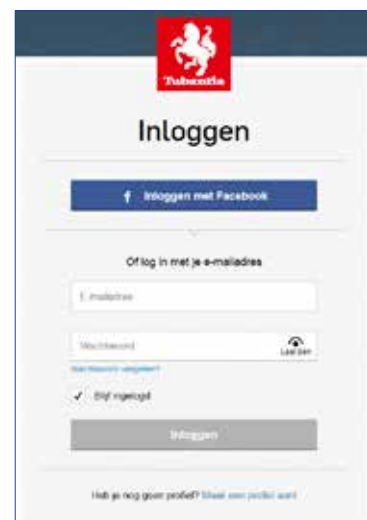 Tubantia
Inloggen
f Inloggen met Facebook
Of log in met je e-mailadres
E-mailadres
Wachtwoord
Laat zien
Wachtwoord vergeten?
Blijf ingelogd
Inloggen
Heb je nog geen profiel? Maak een profiel aan!